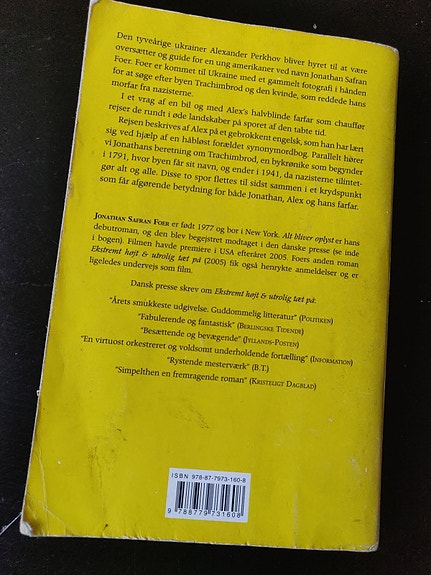 Den tyveårige ukrainer Alexander Perkhov bliver hyret til at være
oversætter og guide for en ung amerikaner ved navn Jonathan Safran
Foer. Foer er kommet til Ukraine med et gammelt fotografi i hånden
for at søge efter byen Trachimbrod og den kvinde, som reddede hans
morfar fra nazisterne.
I et vrag af en bil og med Alex's halvblinde farfar som chauffør
rejser de rundt i øde landskaber på sporet af den tabte tid.
Rejsen beskrives af Alex på et gebrokkent engelsk, som han har lært
sig ved hjælp af en håbløst forældet synonymordbog. Parallelt hører
vi Jonathans beretning om Trachimbrod, en bykrønike som begynder
i 1791, hvor byen får sit navn, og ender i 1941, da nazisterne tilintet-
gør alt og alle. Disse to spor flettes til sidst sammen i et krydspunkt
som får afgørende betydning for både Jonathan, Alex og hans farfar.
JONATHAN SAFRAN FOER er født 1977 og bor i New York. Alt bliver oplyst er hans
debutroman, og den blev begejstret modtaget i den danske presse (se inde
i bogen). Filmen havde premiere i USA efteråret 2005. Foers anden roman
Ekstremt højt & utrolig tæt på (2005) fik også henrykte anmeldelser og er
ligeledes undervejs som film.
Dansk presse skrev om Ekstremt højt & utrolig tæt på:
"Årets smukkeste udgivelse. Guddommelig litteratur" (POLITIKEN)
"Fabulerende og fantastisk" (BERLINGSKE TIDENDE)
"Besættende og bevægende" (JYLLANDS-POSTEN)
"En virtuost orkestreret og voldsomt underholdende fortælling" (INFORMATION)
"Rystende mesterværk" (B.T.)
"Simpelthen en fremragende roman" (KRISTELIGT DAGBLAD)
ISBN 978-87-7973-160-8
9 788779 731608